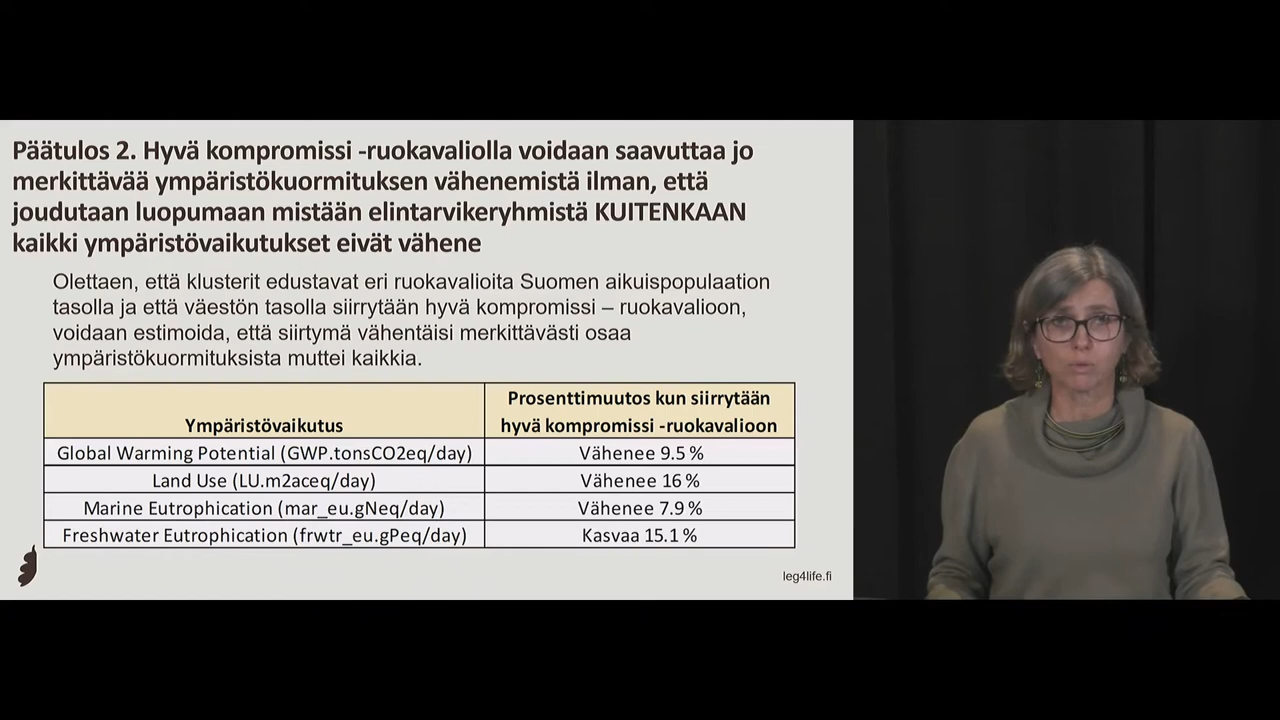 Päätulos 2. Hyvä kompromissi -ruokavaliolla voidaan saavuttaa jo
merkittävää ympäristökuormituksen vähenemistä ilman, että
joudutaan luopumaan mistään elintarvikeryhmistä KUITENKAAN
kaikki ympäristövaikutukset eivät vähene
Olettaen, että klusterit edustavat eri ruokavalioita Suomen aikuispopulaation
tasolla ja että väestön tasolla siirrytään hyvä kompromissi – ruokavalioon,
voidaan estimoida, että siirtymä vähentäisi merkittävästi osaa
ympäristökuormituksista muttei kaikkia.
Ympäristövaikutus
Prosenttimuutos kun siirrytään
hyvä kompromissi -ruokavalioon
Global Warming Potential (GWP.tonsCO2eq/day) Vähenee 9.5 %
Land Use (LU.m2aceq/day) Vähenee 16 %
Marine Eutrophication (mar_eu.gNeq/day) Vähenee 7.9 %
Freshwater Eutrophication (frwtr_eu.gPeq/day) Kasvaa 15.1 %
leg4life.fi